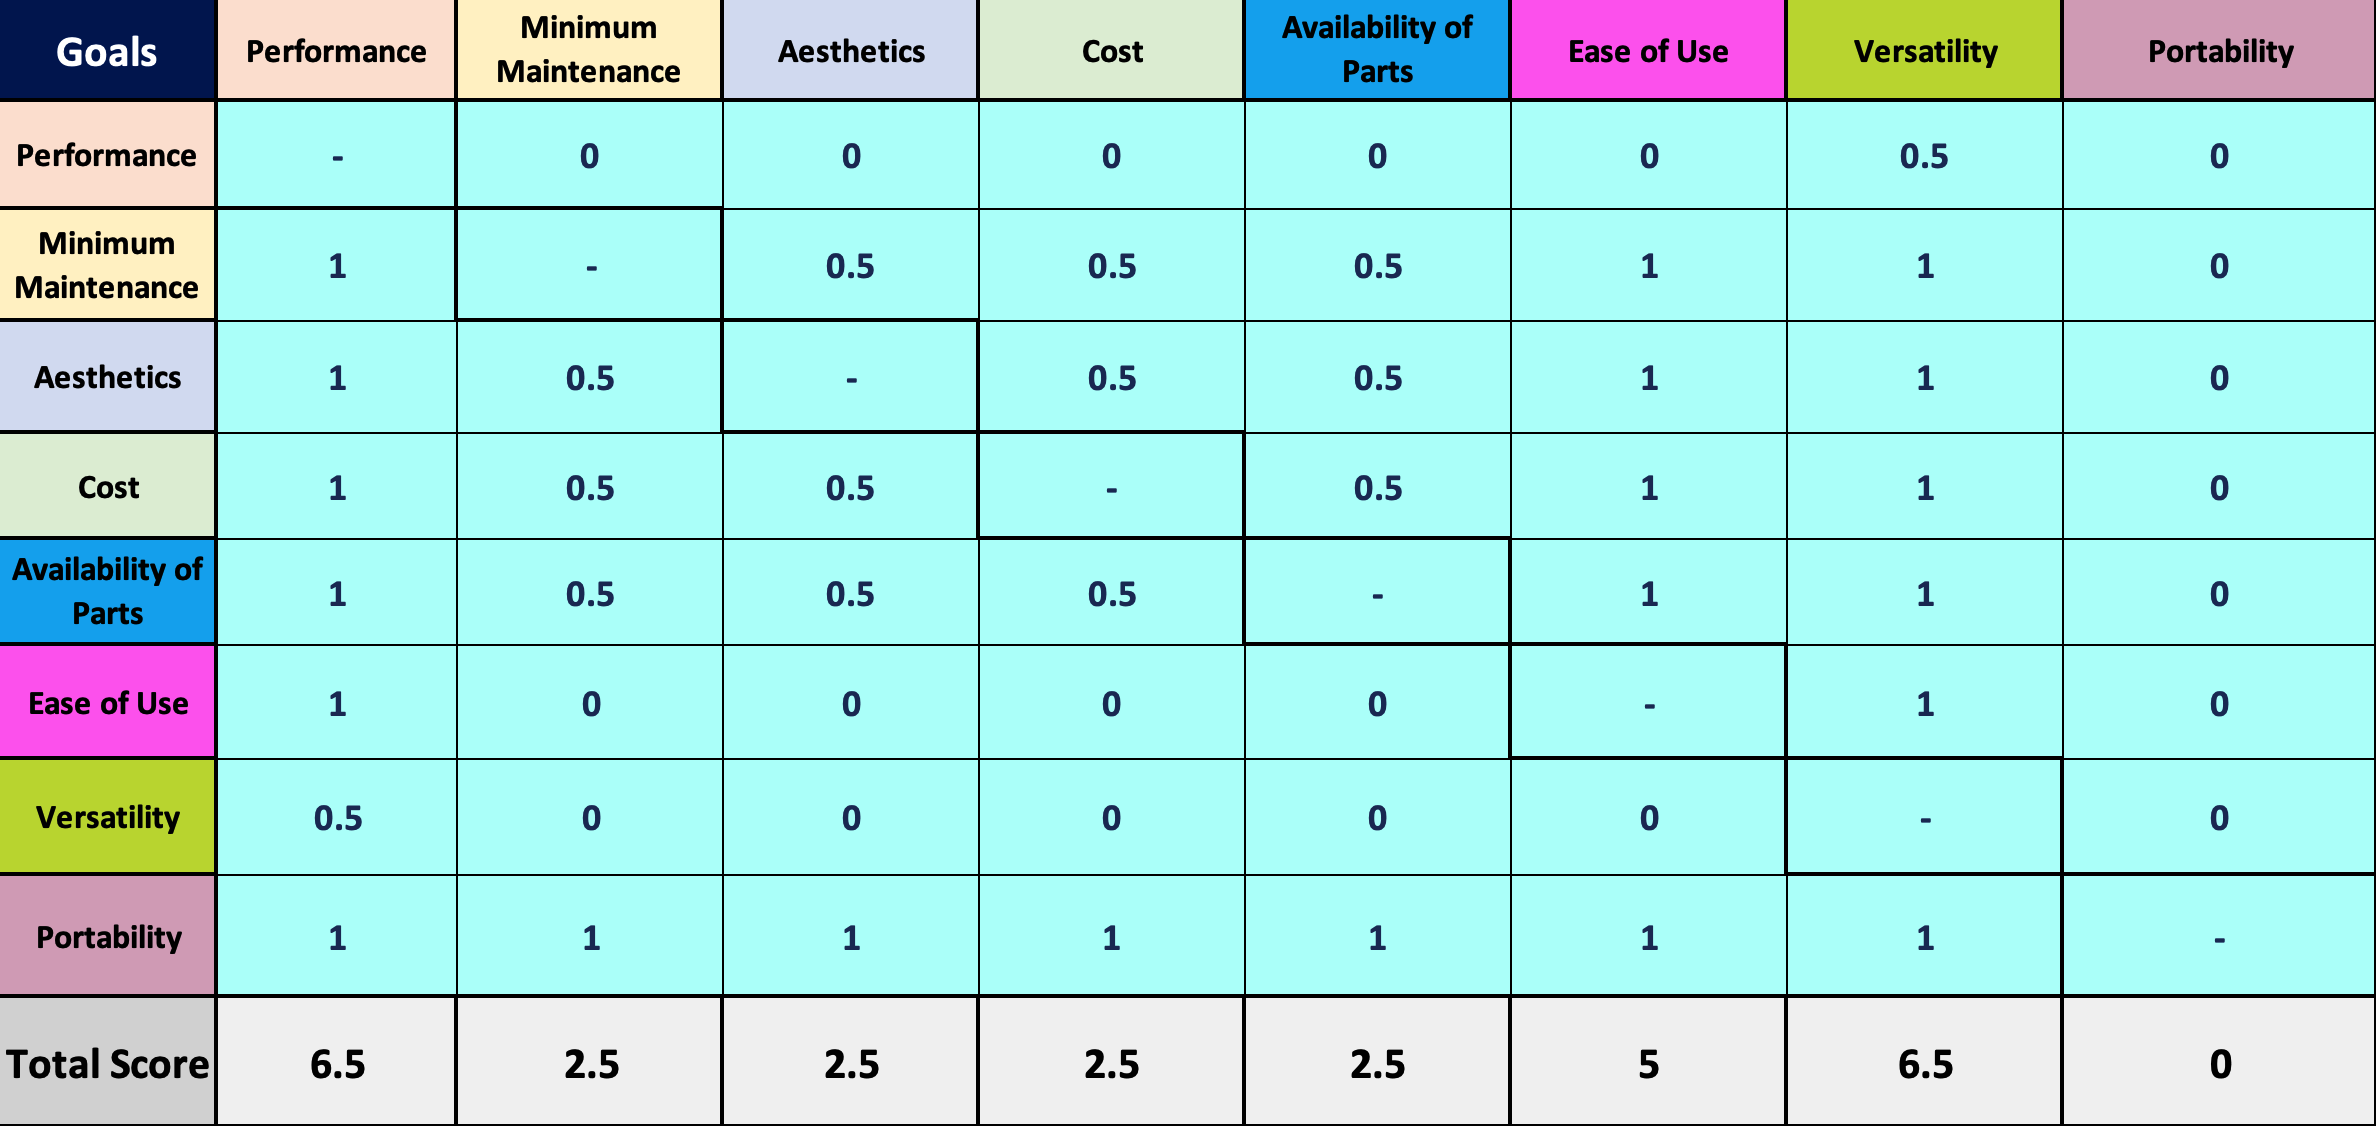 Goals Performance Minimum Maintenance Aesthetics Cost Availability of Parts Ease of Use Versatility Portability
Performance - 0 0 0 0 0 0.5 0
Minimum Maintenance 1 - 0.5 0.5 0.5 1 1 0
Aesthetics 1 0.5 - 0.5 0.5 1 1 0
Cost 1 0.5 0.5 - 0.5 1 1 0
Availability of Parts 1 0.5 0.5 0.5 - 1 1 0
Ease of Use 1 0 0 0 0 - 1 0
Versatility 0.5 0 0 0 0 0 - 0
Portability 1 1 1 1 1 1 1 -
Total Score 6.5 2.5 2.5 2.5 2.5 5 6.5 0